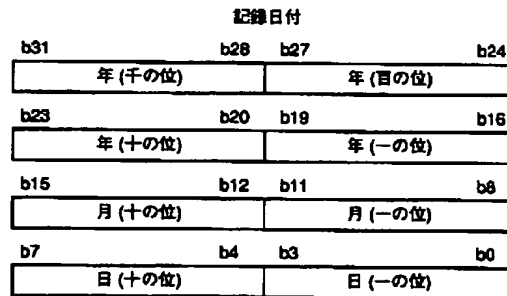 記録日付
b31 b28 b27 b24
年 (千の位) 年 (百の位)
b23 b20 b19 b16
年 (十の位) 年 (一の位)
b15 b12 b11 b8
月 (十の位) 月 (一の位)
b7 b4 b3 b0
日 (十の位) 日 (一の位)